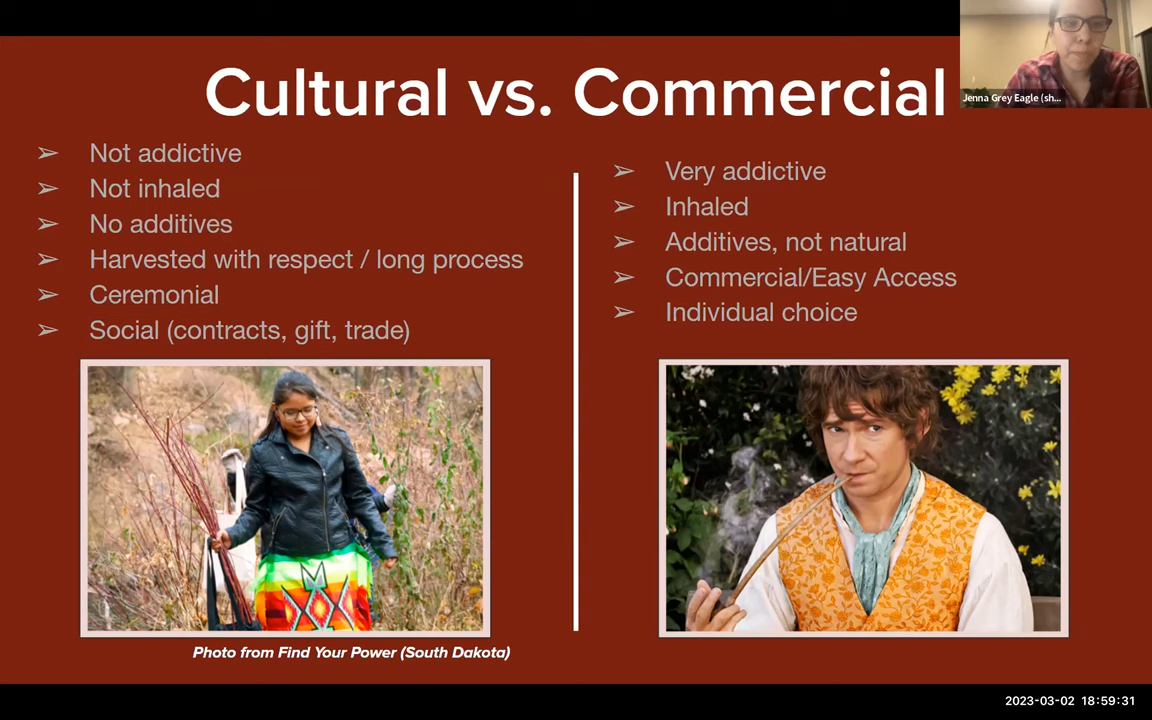 Cultural vs. Commercial
Jenna Grey Eagle (sh...
➢ Not addictive
➢ Not inhaled
➢ No additives
➢ Harvested with respect / long process
➢ Ceremonial
➢ Social (contracts, gift, trade)
➢ Very addictive
➢ Inhaled
➢ Additives, not natural
➢ Commercial/Easy Access
➢ Individual choice
Photo from Find Your Power (South Dakota)
2023-03-02 18:59:31